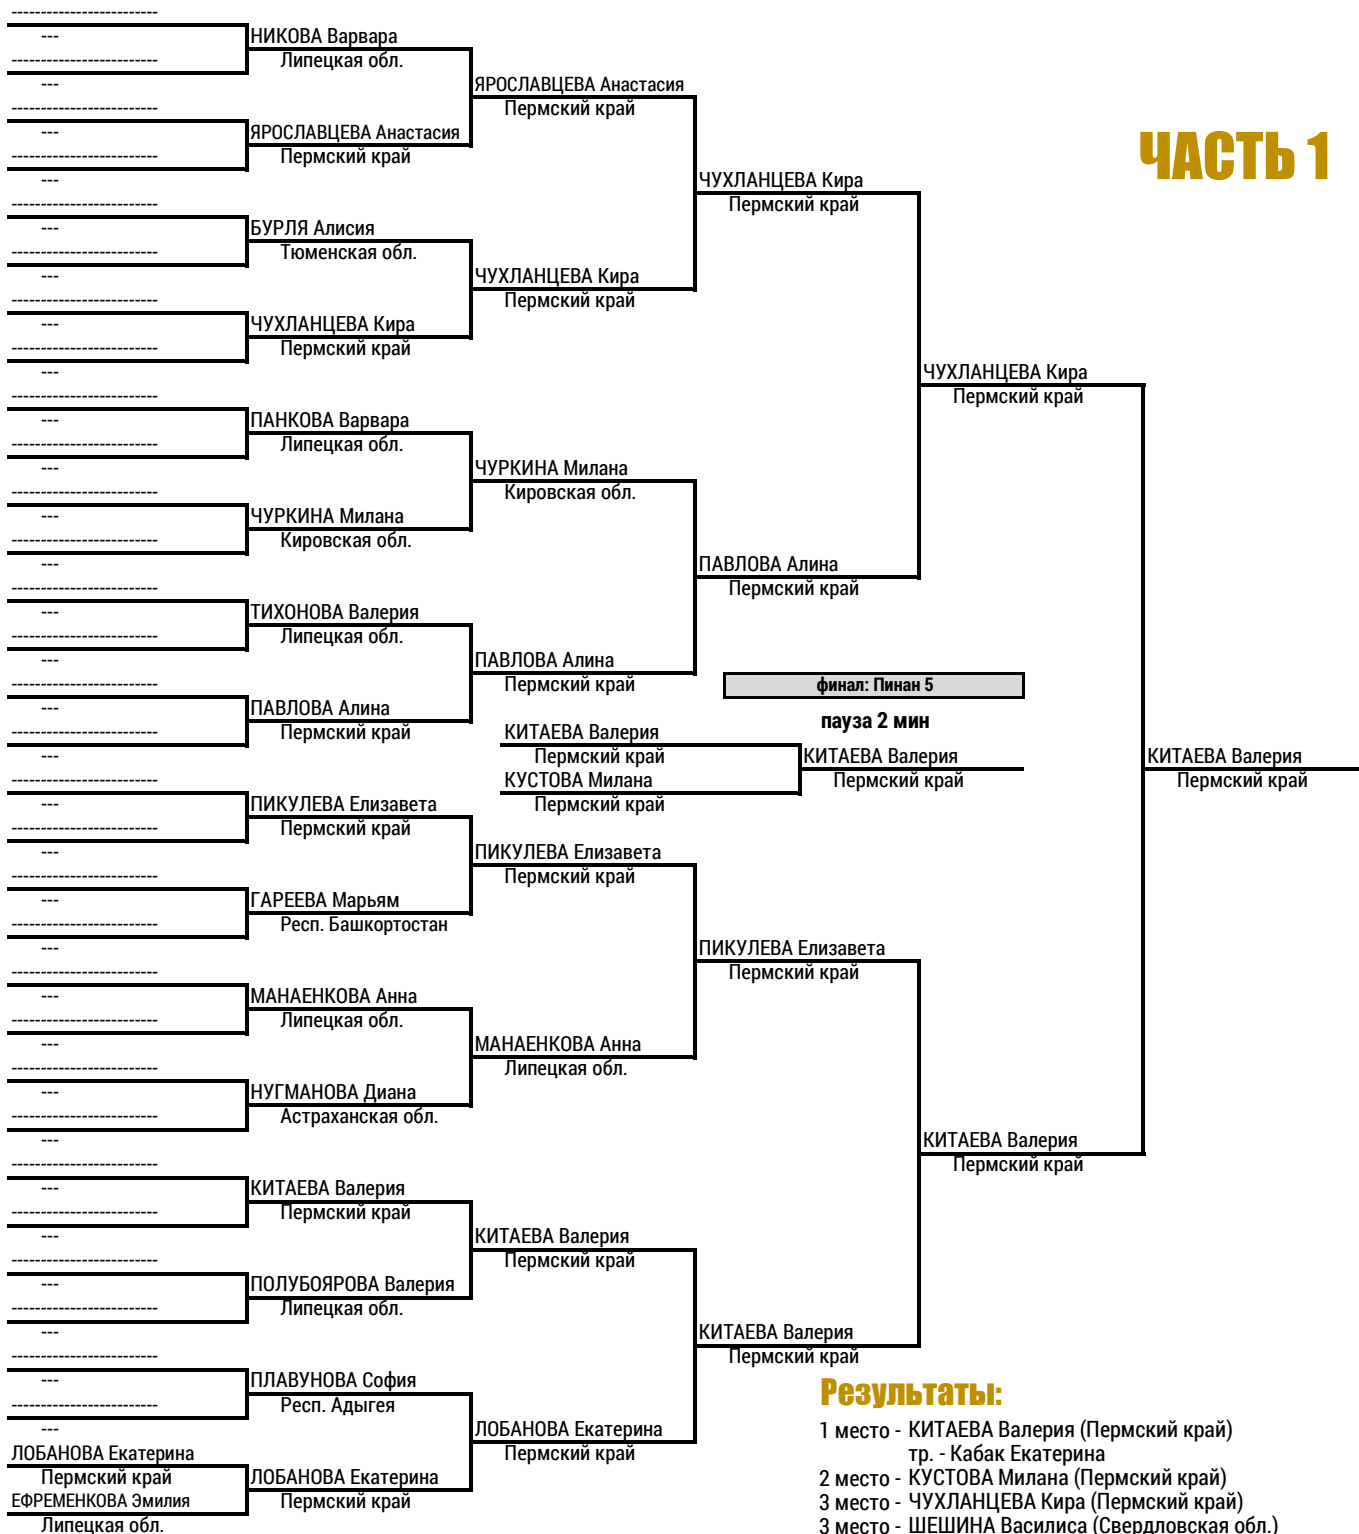 -------------------------
---
НИКОВА Варвара
-------------------------
Липецкая обл.
---
ЯРОСЛАВЦЕВА Анастасия
-------------------------
Пермский край
---
ЯРОСЛАВЦЕВА Анастасия
-------------------------
Пермский край
ЧАСТЬ 1
---
ЧУХЛАНЦЕВА Кира
-------------------------
Пермский край
---
БУРЛЯ Алисия
-------------------------
Тюменская обл.
---
ЧУХЛАНЦЕВА Кира
-------------------------
Пермский край
---
ЧУХЛАНЦЕВА Кира
-------------------------
Пермский край
---
ЧУХЛАНЦЕВА Кира
-------------------------
Пермский край
---
ПАНКОВА Варвара
-------------------------
Липецкая обл.
---
ЧУРКИНА Милана
-------------------------
Кировская обл.
---
ЧУРКИНА Милана
-------------------------
Кировская обл.
---
ПАВЛОВА Алина
-------------------------
Пермский край
---
ТИХОНОВА Валерия
-------------------------
Липецкая обл.
---
ПАВЛОВА Алина
-------------------------
Пермский край
финал: Пинан 5
---
ПАВЛОВА Алина
пауза 2 мин
-------------------------
Пермский край
КИТАЕВА Валерия
---
Пермский край
КИТАЕВА Валерия
КИТАЕВА Валерия
-------------------------
КУСТОВА Милана
Пермский край
Пермский край
---
ПИКУЛЕВА Елизавета
Пермский край
-------------------------
Пермский край
---
ПИКУЛЕВА Елизавета
-------------------------
Пермский край
---
ГАРЕЕВА Марьям
-------------------------
Респ. Башкортостан
---
ПИКУЛЕВА Елизавета
-------------------------
Пермский край
---
МАНАЕНКОВА Анна
-------------------------
Липецкая обл.
---
МАНАЕНКОВА Анна
-------------------------
Липецкая обл.
---
НУГМАНОВА Диана
-------------------------
Астраханская обл.
---
КИТАЕВА Валерия
-------------------------
Пермский край
---
КИТАЕВА Валерия
-------------------------
Пермский край
---
КИТАЕВА Валерия
-------------------------
Пермский край
---
ПОЛУБОЯРОВА Валерия
-------------------------
Липецкая обл.
---
КИТАЕВА Валерия
-------------------------
Пермский край
---
ПЛАВУНОВА София
Результаты:
-------------------------
Респ. Адыгея
---
ЛОБАНОВА Екатерина
1 место - КИТАЕВА Валерия (Пермский край)
ЛОБАНОВА Екатерина
Пермский край
тр. - Кабак Екатерина
Пермский край
ЛОБАНОВА Екатерина
2 место - КУСТОВА Милана (Пермский край)
ЕФРЕМЕНКОВА Эмилия
Пермский край
3 место - ЧУХЛАНЦЕВА Кира (Пермский край)
Липецкая обл.
3 место - ШЕШИНА Василиса (Свердловская обл.)